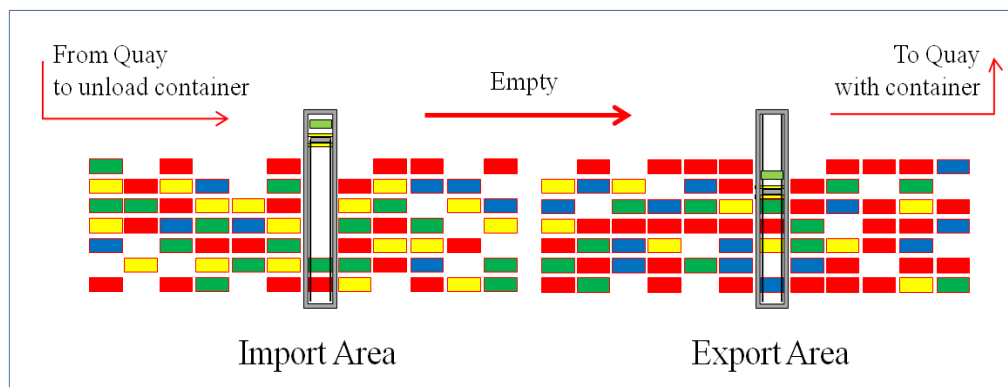 From Quay
to unload container
Empty
To Quay
with container
Import Area
Export Area